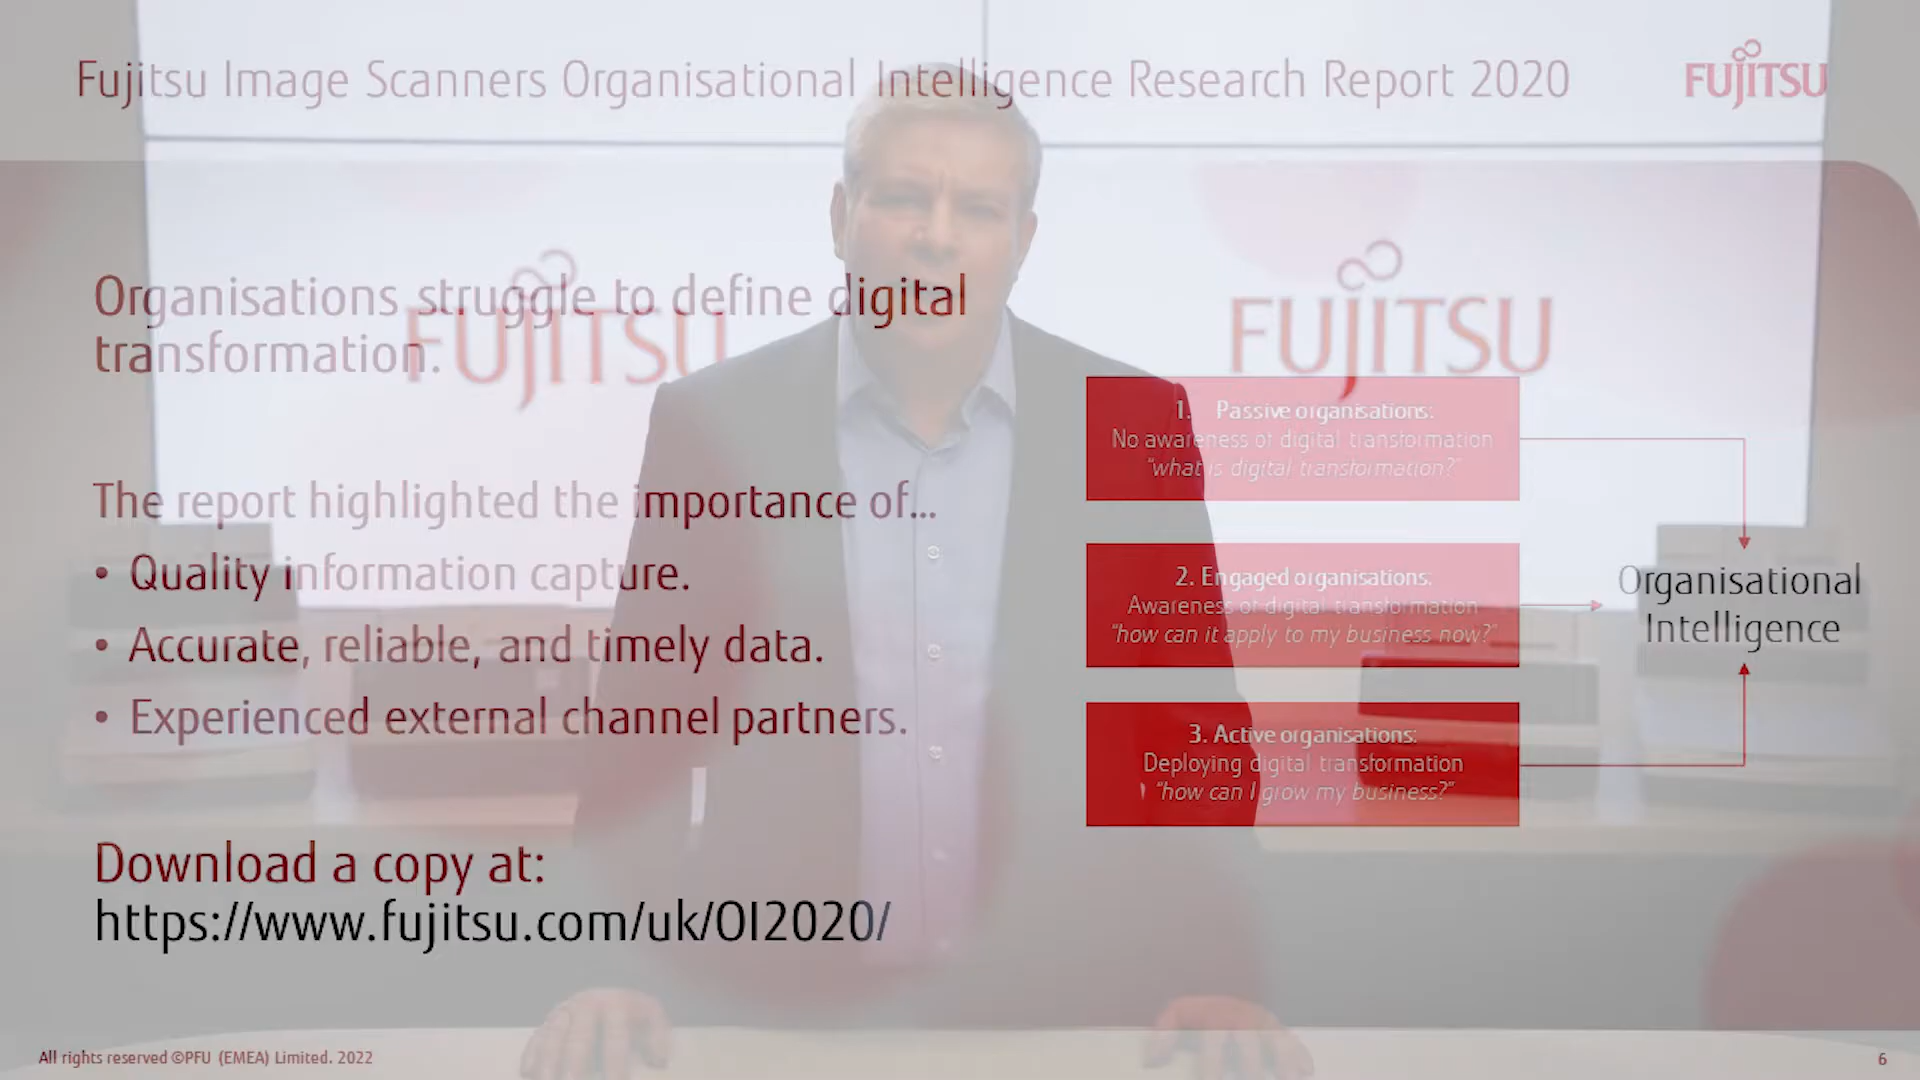 Fujitsu Image Scanners Organisational Intelligence Research Report 2020
FUJITSU
Organisations struggle to define digital
transformation.
FUJITSU
FUJITSU
The report highlighted the importance of...
• Quality information capture.
• Accurate, reliable, and timely data.
• Experienced external channel partners.
Download a copy at:
https://www.fujitsu.com/uk/OI2020/
1. Passive organisations:
No awareness of digital transformation
"what is digital transformation?"
2. Engaged organisations:
Awareness of digital transformation
"how can it apply to my business now?"
3. Active organisations:
Deploying digital transformation
"how can I grow my business?"
Organisational
Intelligence
All rights reserved ©PFU (EMEA) Limited. 2022
6